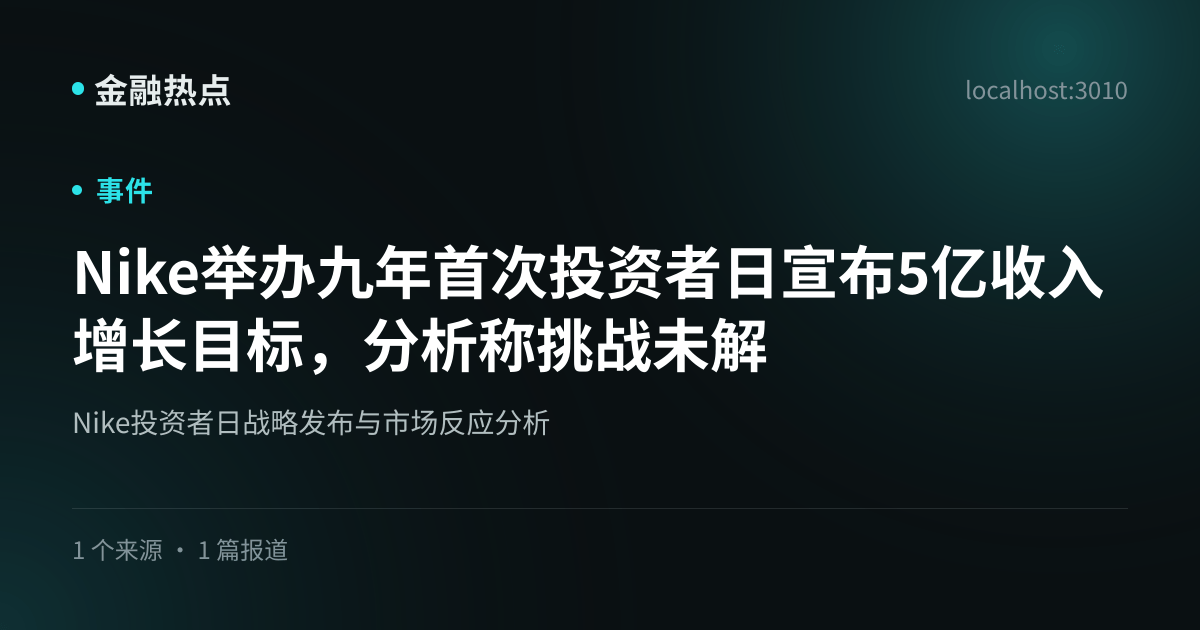 金融热点
localhost:3010
事件
Nike举办九年首次投资者日宣布5亿收入
增长目标，分析称挑战未解
Nike投资者日战略发布与市场反应分析
1 个来源 · 1 篇报道